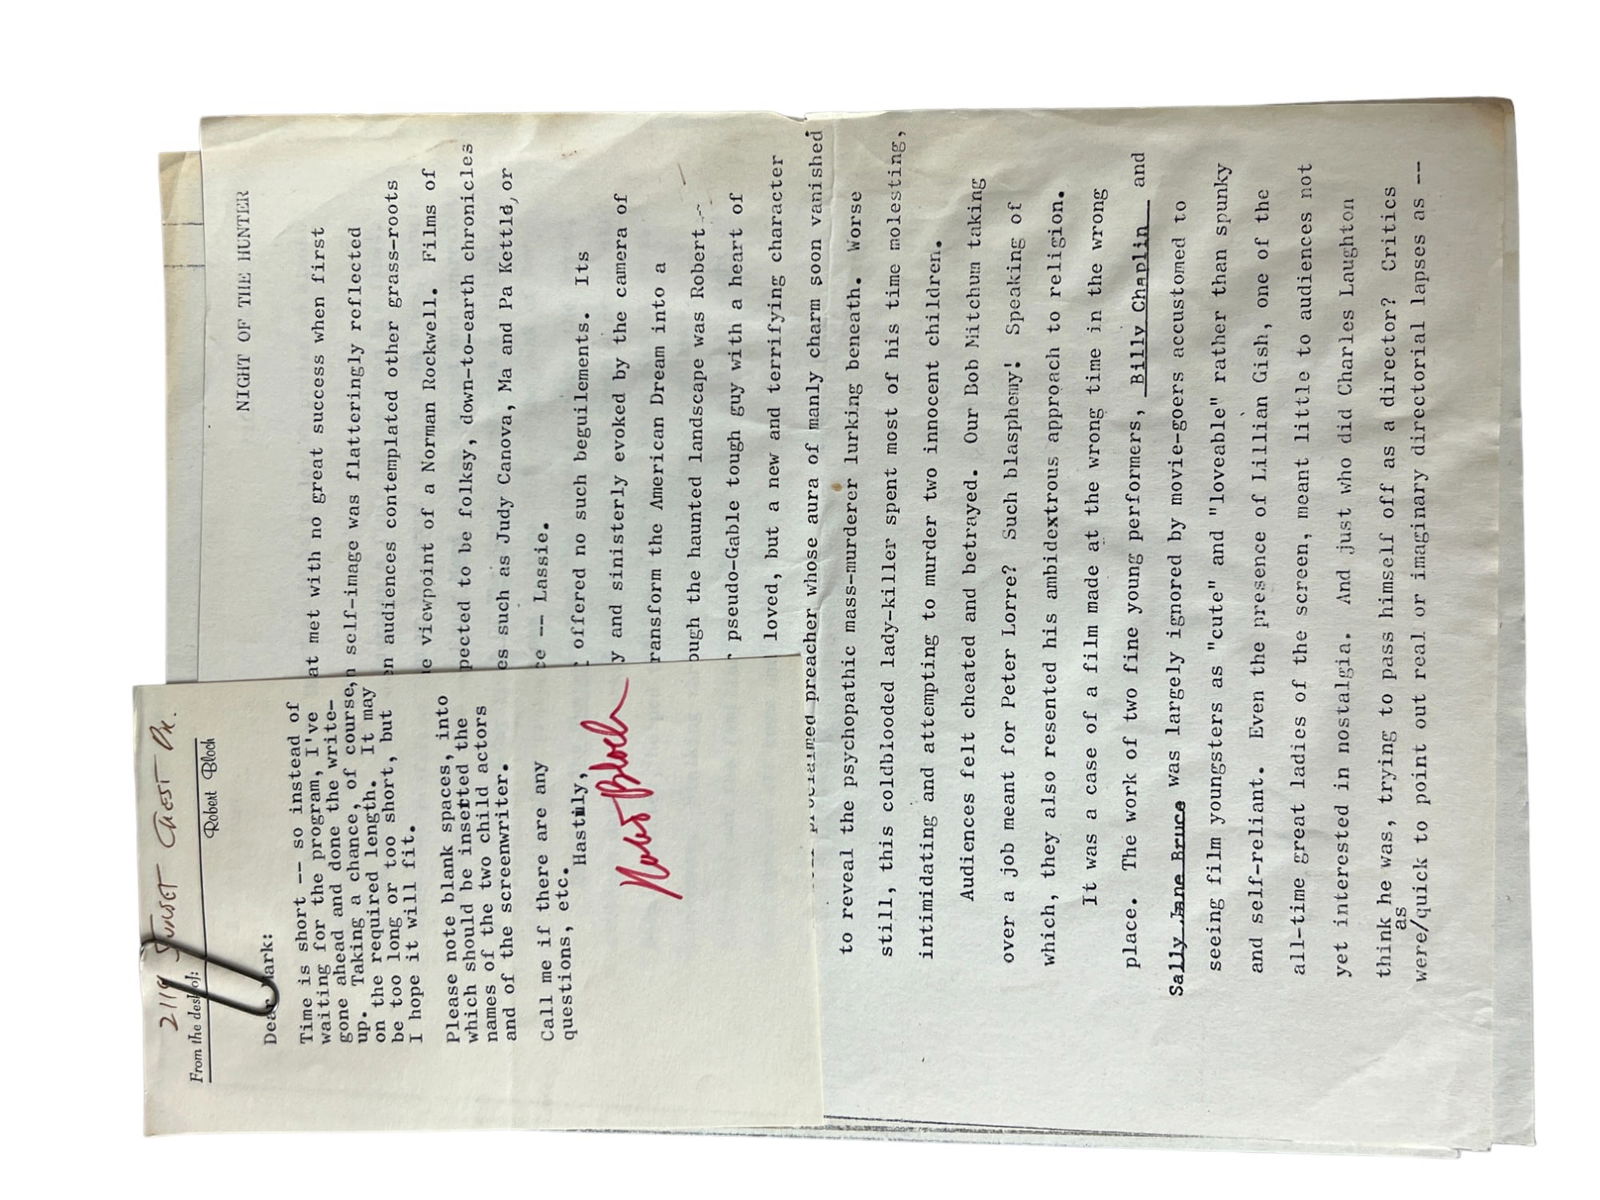 2119 SUNSET CREST DR.
From the desk of: Robert Bloch
Dear Mark:
Time is short -- so instead of
waiting for the program, I've
gone ahead and done the write-
up. Taking a chance, of course,
on the required length. It may
be too long or too short, but
I hope it will fit.
Please note blank spaces, into
which should be inserted the
names of the two child actors
and of the screenwriter.
Call me if there are any
questions, etc.
Hastily,
Robert Bloch
NIGHT OF THE HUNTER
at met with no great success when first
self-image was flatteringly reflected
audiences contemplated other grass-roots
viewpoint of a Norman Rockwell. Films of
pected to be folksy, down-to-earth chronicles
es such as Judy Canova, Ma and Pa Kettle, or
ce -- Lassie.
offered no such beguilements. Its
y and sinisterly evoked by the camera of
ransform the American Dream into a
ough the haunted landscape was Robert
pseudo-Gable tough guy with a heart of
loved, but a new and terrifying character
proclaimed preacher whose aura of manly charm soon vanished
to reveal the psychopathic mass-murderer lurking beneath. Worse
still, this coldblooded lady-killer spent most of his time molesting,
intimidating and attempting to murder two innocent children.
Audiences felt cheated and betrayed. Our Bob Mitchum taking
over a job meant for Peter Lorre? Such blasphemy! Speaking of
which, they also resented his ambidextrous approach to religion.
It was a case of a film made at the wrong time in the wrong
place. The work of two fine young performers, Billy Chaplin and
Sally Jane Bruce was largely ignored by movie-goers accustomed to
seeing film youngsters as "cute" and "loveable" rather than spunky
and self-reliant. Even the presence of Lillian Gish, one of the
all-time great ladies of the screen, meant little to audiences not
yet interested in nostalgia. And just who did Charles Laughton
think he was, trying to pass himself off as a director? Critics
as
were/quick to point out real or imaginary directorial lapses as --